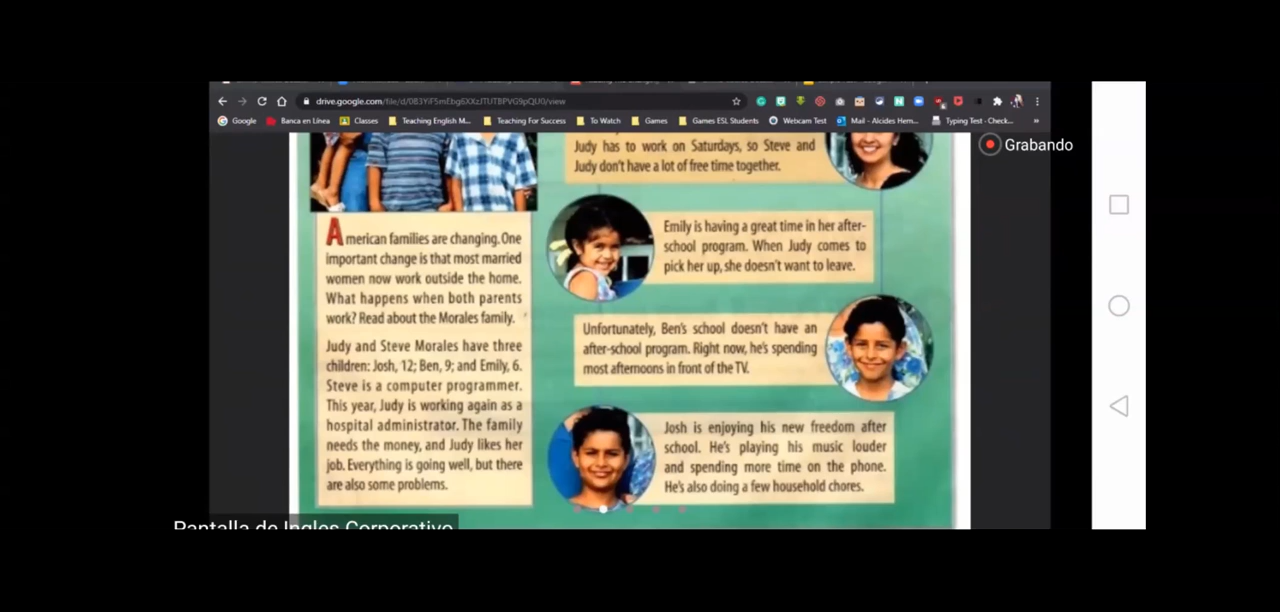 drive.google.com/file/d/0B3YiF5mEbg6XXzJTUTBPVG9pQU0/view
Google
Banca en Línea
Classes
Teaching English M...
Teaching For Success
To Watch
Games
Games ESL Students
Webcam Test
Mail - Alcides Hern...
Typing Test - Check...
»
Grabando
Judy has to work on Saturdays, so Steve and
Judy don't have a lot of free time together.
American families are changing. One
important change is that most married
women now work outside the home.
What happens when both parents
work? Read about the Morales family.
Judy and Steve Morales have three
children: Josh, 12; Ben, 9; and Emily, 6.
Steve is a computer programmer.
This year, Judy is working again as a
hospital administrator. The family
needs the money, and Judy likes her
job. Everything is going well, but there
are also some problems.
Emily is having a great time in her after-
school program. When Judy comes to
pick her up, she doesn't want to leave.
Unfortunately, Ben's school doesn't have an
after-school program. Right now, he's spending
most afternoons in front of the TV.
Josh is enjoying his new freedom after
school. He's playing his music louder
and spending more time on the phone.
He's also doing a few household chores.
Pantalla de Ingles Corporativo